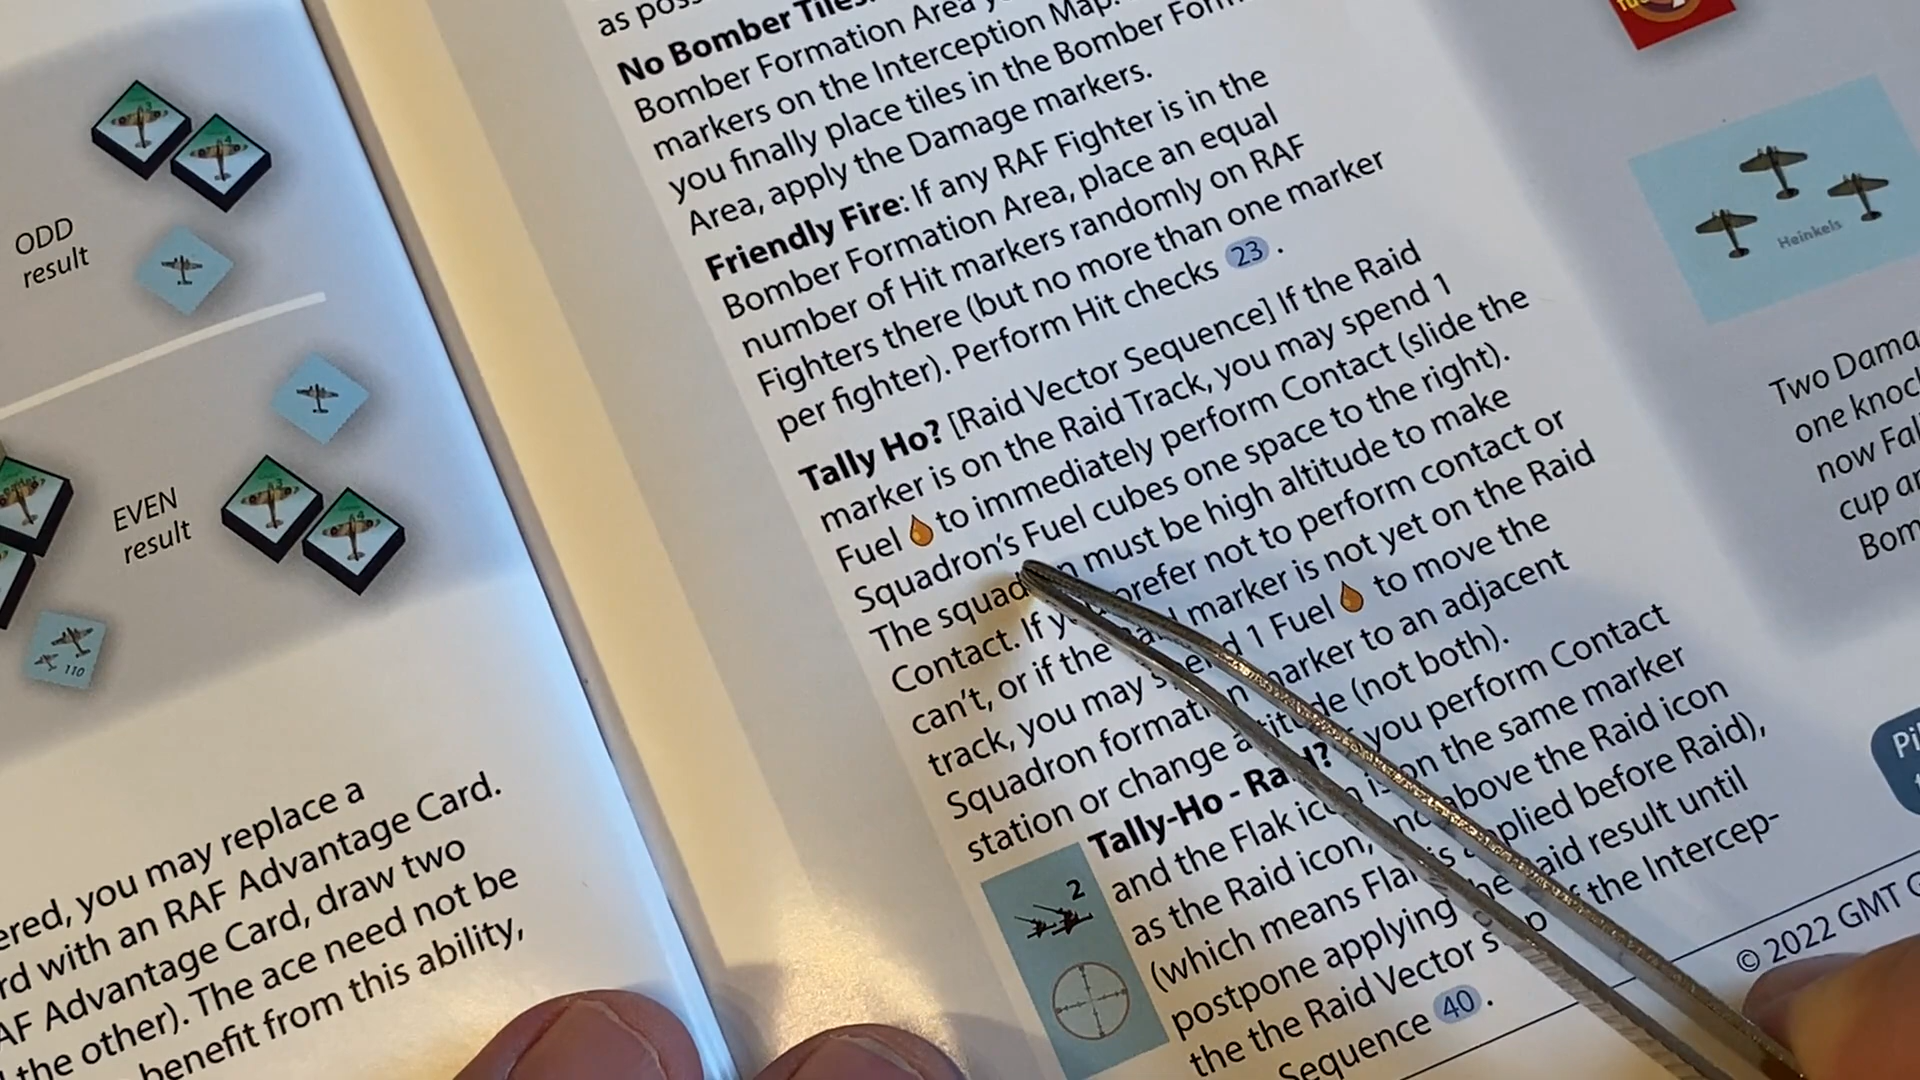 ODD
result
EVEN
result
110
ered, you may replace a
rd with an RAF Advantage Card.
AF Advantage Card, draw two
the other). The ace need not be
benefit from this ability,
as
No Bomber Tiles
Bomber Formation Area
markers on the Interception Map.
you finally place tiles in the Bomber
Area, apply the Damage markers.
Friendly Fire: If any RAF Fighter is in the
Bomber Formation Area, place an equal
number of Hit markers randomly on RAF
Fighters there (but no more than one marker
per fighter). Perform Hit checks 23 .
Tally Ho? [Raid Vector Sequence] If the Raid
marker is on the Raid Track, you may spend 1
Fuel to immediately perform Contact (slide the
Squadron's Fuel cubes one space to the right).
The must be high altitude to make
Contact. If prefer not to perform contact or
can't, or if the marker is not yet on the Raid
track, you may 1 Fuel to move the
Squadron marker to an adjacent
station or change (not both).
Tally-Ho - you perform Contact
and the Flak on the same marker
as the Raid icon, above the Raid icon
(which means is applied before Raid),
postpone applying the Raid result until
the the Raid Vector of the Intercep-
Sequence 40 .
2
© 2022 GMT
Heinkels
Two
one
now
cup